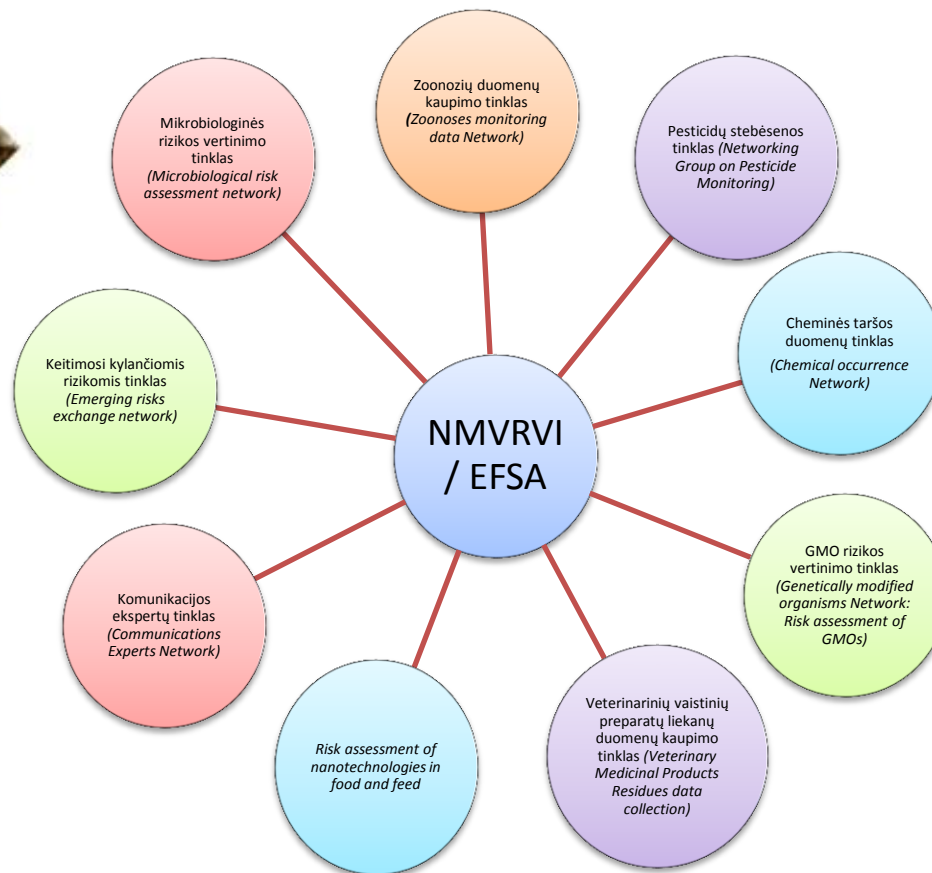 Zoonozių duomenų
kaupimo tinklas
(Zoonoses monitoring
data Network)
Mikrobiologinės
rizikos vertinimo
tinklas
(Microbiological risk
assessment network)
Pesticidų stebėsenos
tinklas (Networking
Group on Pesticide
Monitoring)
Cheminės taršos
duomenų tinklas
(Chemical occurrence
Network)
Keitimosi kylančiomis
rizikomis tinklas
(Emerging risks
exchange network)
NMVRVI
/ EFSA
GMO rizikos
vertinimo tinklas
(Genetically modified
organisms Network:
Risk assessment of
GMOs)
Komunikacijos
ekspertų tinklas
(Communications
Experts Network)
Risk assessment of
nanotechnologies in
food and feed
Veterinarinių vaistinių
preparatų liekanų
duomenų kaupimo
tinklas (Veterinary
Medicinal Products
Residues data
collection)